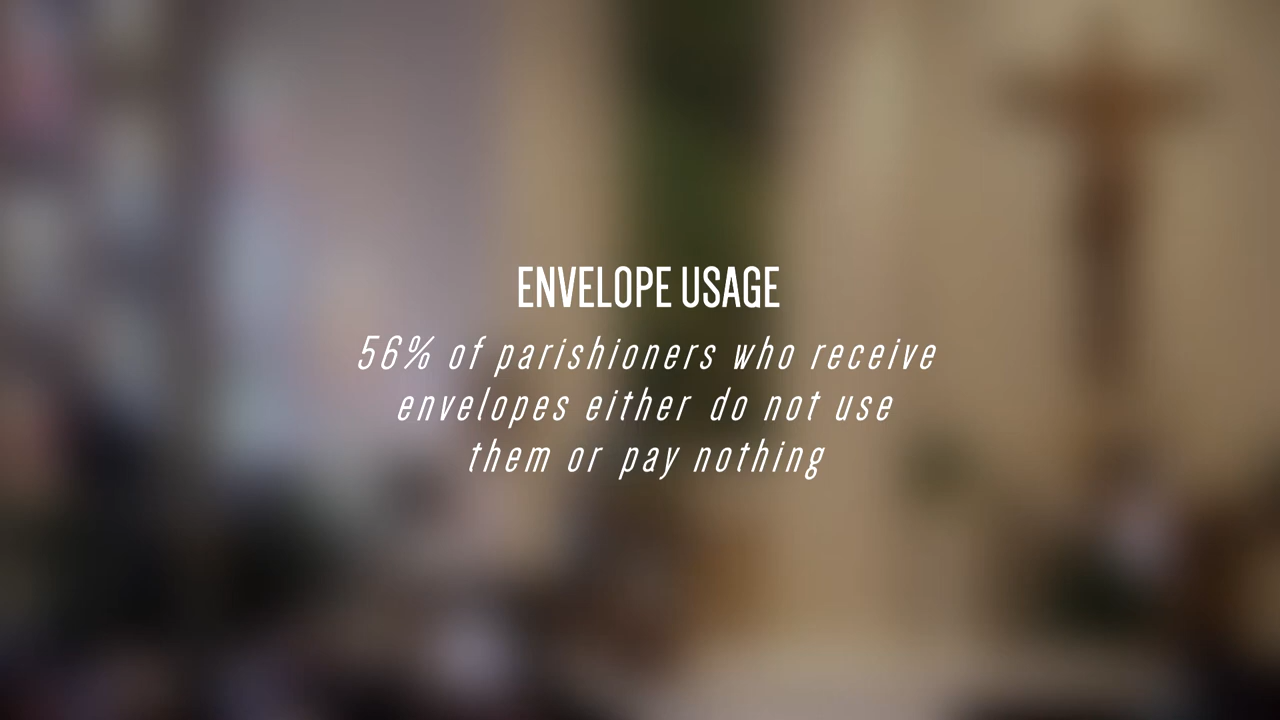 ENVELOPE USAGE
56% of parishioners who receive
envelopes either do not use
them or pay nothing